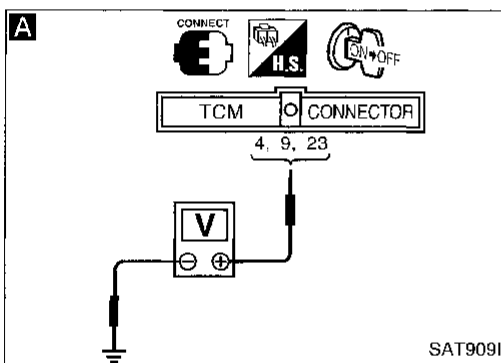 A
CONNECT
H.S.
ON→OFF
TCM CONNECTOR
4, 9, 23
V
⊖ ⊕
SAT909I